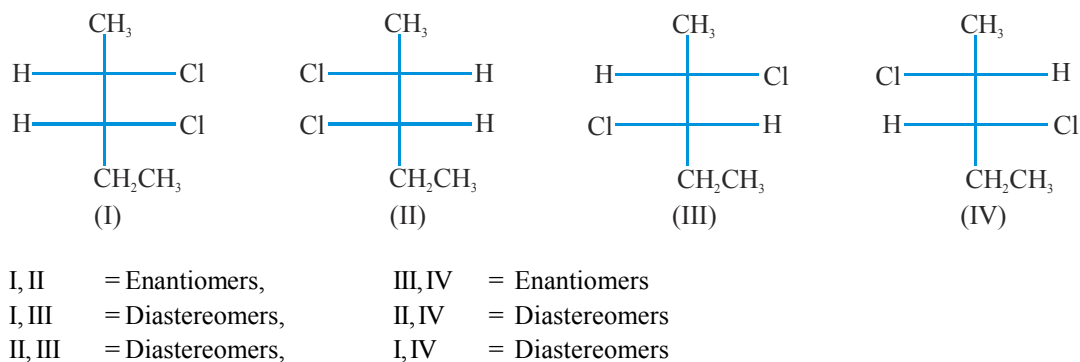 CH₃ CH₃ CH₃ CH₃
H Cl Cl H H Cl Cl H
H Cl Cl H Cl H H Cl
CH₂CH₃ CH₂CH₃ CH₂CH₃ CH₂CH₃
(I) (II) (III) (IV)
I, II = Enantiomers, III, IV = Enantiomers
I, III = Diastereomers, II, IV = Diastereomers
II, III = Diastereomers, I, IV = Diastereomers